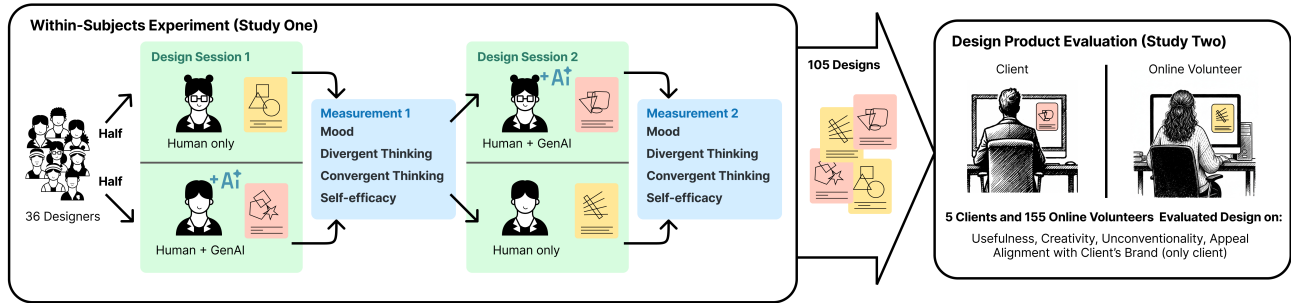 Within-Subjects Experiment (Study One)
Design Session 1
Human only
+Ai
Human + GenAI
Half
Half
36 Designers
Measurement 1
Mood
Divergent Thinking
Convergent Thinking
Self-efficacy
Design Session 2
+Ai
Human + GenAI
Human only
Measurement 2
Mood
Divergent Thinking
Convergent Thinking
Self-efficacy
105 Designs
Design Product Evaluation (Study Two)
Client
Online Volunteer
5 Clients and 155 Online Volunteers Evaluated Design on:
Usefulness, Creativity, Unconventionality, Appeal
Alignment with Client's Brand (only client)